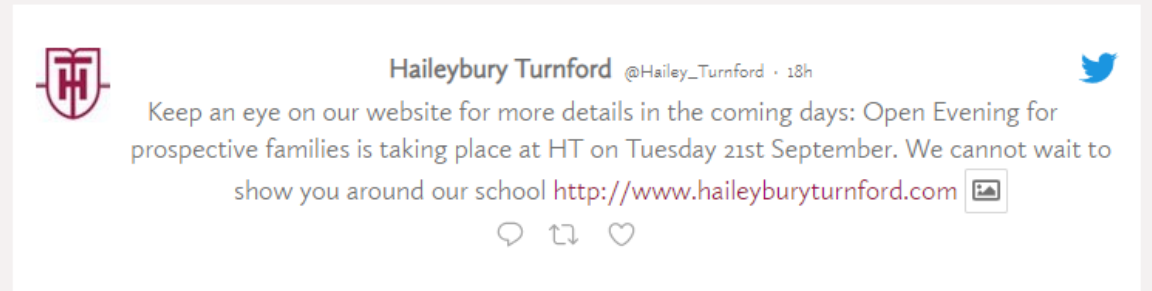 Haileybury Turnford @Hailey_Turnford · 18h
Keep an eye on our website for more details in the coming days: Open Evening for
prospective families is taking place at HT on Tuesday 21st September. We cannot wait to
show you around our school http://www.haileyburyturnford.com